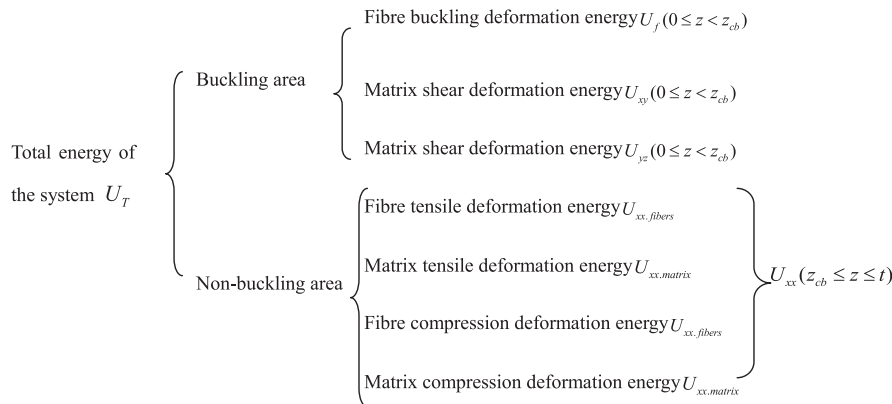 Fibre buckling deformation energy U_f (0 ≤ z < z_cb)
Buckling area
Matrix shear deformation energy U_xy (0 ≤ z < z_cb)
Matrix shear deformation energy U_yz (0 ≤ z < z_cb)
Total energy of
the system U_T
Fibre tensile deformation energy U_xx.fibers
Matrix tensile deformation energy U_xx.matrix
Non-buckling area
U_xx (z_cb ≤ z ≤ t)
Fibre compression deformation energy U_xx.fibers
Matrix compression deformation energy U_xx.matrix